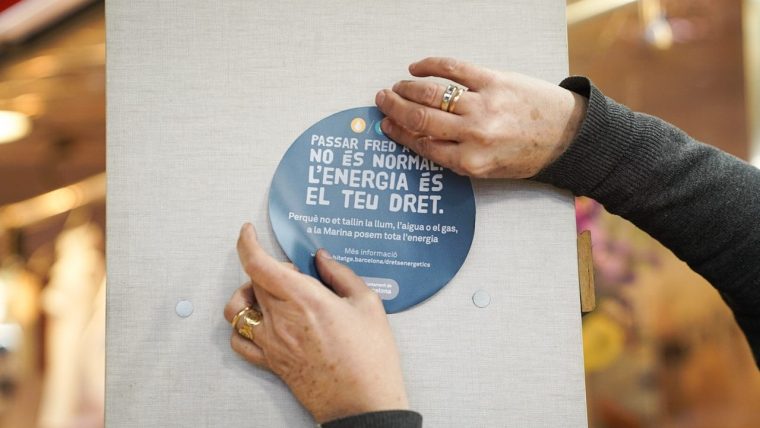 PASSAR FRED A
NO ÉS NORMAL.
L'ENERGIA ÉS
EL TEU DRET.
Perquè no et tallin la llum, l'aigua o el gas,
a la Marina posem tota l'energia
Més informació
bitatge.barcelona/dretsenergetics